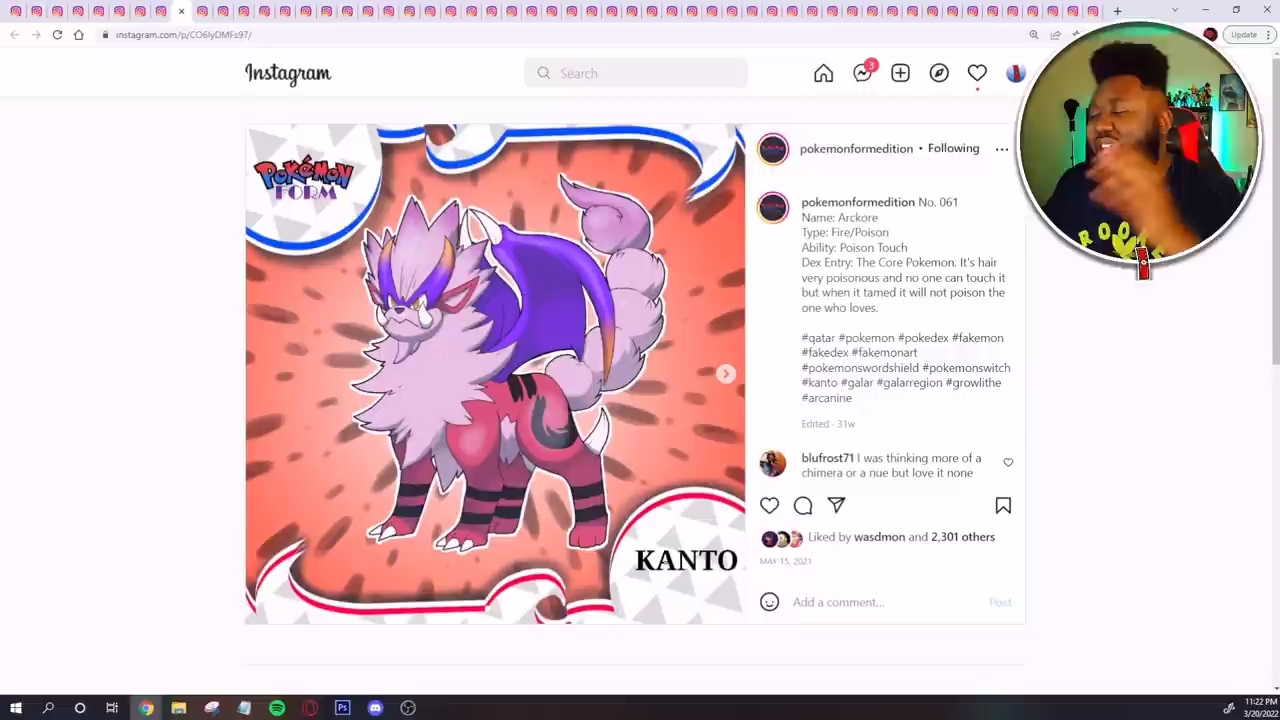 instagram.com/p/CO6lyDMFs97/
Update
Instagram
Search
3
POKéMON
FORM
KANTO
pokemonformedition • Following
pokemonformedition No. 061
Name: Arckore
Type: Fire/Poison
Ability: Poison Touch
Dex Entry: The Core Pokemon. It's hair
very poisonous and no one can touch it
but when it tamed it will not poison the
one who loves.
#qatar #pokemon #pokedex #fakemon
#fakedex #fakemonart
#pokemonswordshield #pokemonswitch
#kanto #galar #galarregion #growlithe
#arcanine
Edited · 31w
blufrost71 I was thinking more of a
chimera or a nue but love it none
Liked by wasdmon and 2,301 others
MAY 15, 2021
Add a comment...
Post
Ps
11:22 PM
3/20/2022